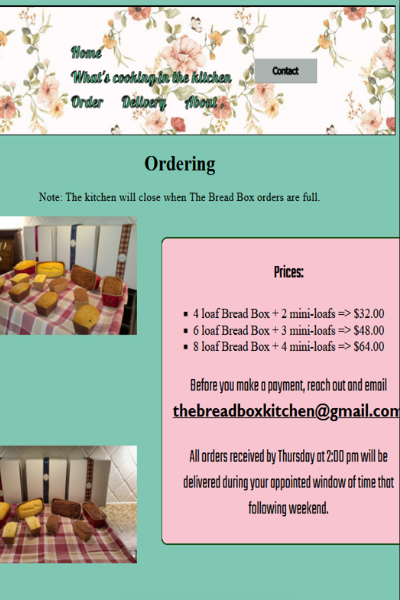 Home
What's cooking in the kitchen
Order Delivery About
Contact
Ordering
Note: The kitchen will close when The Bread Box orders are full.
Prices:
4 loaf Bread Box + 2 mini-loafs => $32.00
6 loaf Bread Box + 3 mini-loafs => $48.00
8 loaf Bread Box + 4 mini-loafs => $64.00
Before you make a payment, reach out and email
thebreadboxkitchen@gmail.com
All orders received by Thursday at 2:00 pm will be
delivered during your appointed window of time that
following weekend.